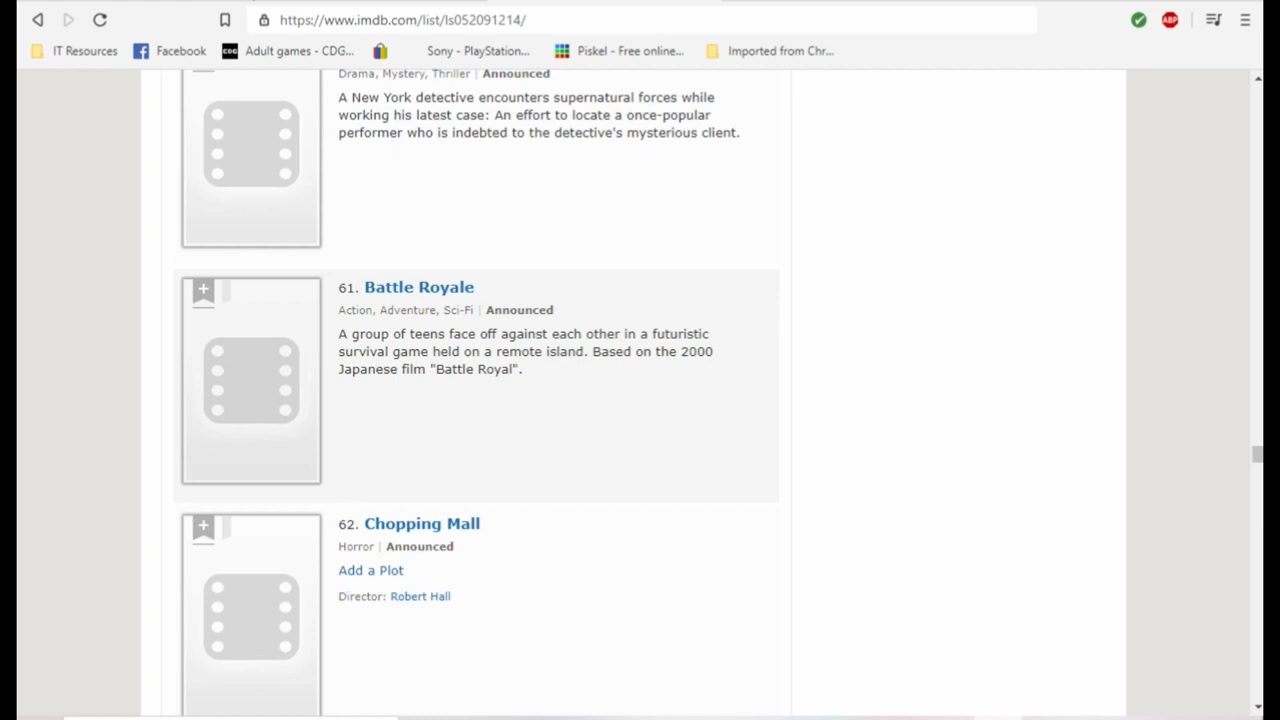 https://www.imdb.com/list/ls052091214/
ABP
IT Resources
Facebook
CDG
Adult games - CDG...
Sony - PlayStation...
Piskel - Free online...
Imported from Chr...
Drama, Mystery, Thriller | Announced
A New York detective encounters supernatural forces while
working his latest case: An effort to locate a once-popular
performer who is indebted to the detective's mysterious client.
61. Battle Royale
Action, Adventure, Sci-Fi | Announced
A group of teens face off against each other in a futuristic
survival game held on a remote island. Based on the 2000
Japanese film "Battle Royal".
62. Chopping Mall
Horror | Announced
Add a Plot
Director: Robert Hall